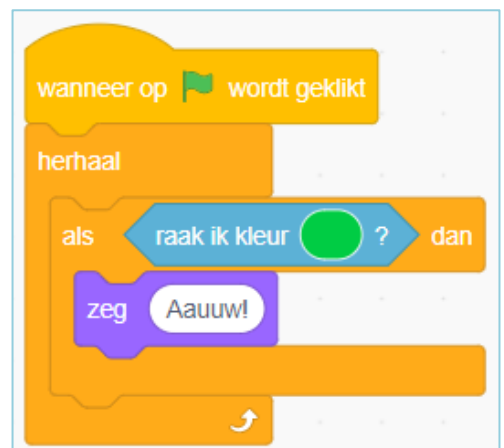 wanneer op wordt geklikt
herhaal
als raak ik kleur ? dan
zeg Aauuw!